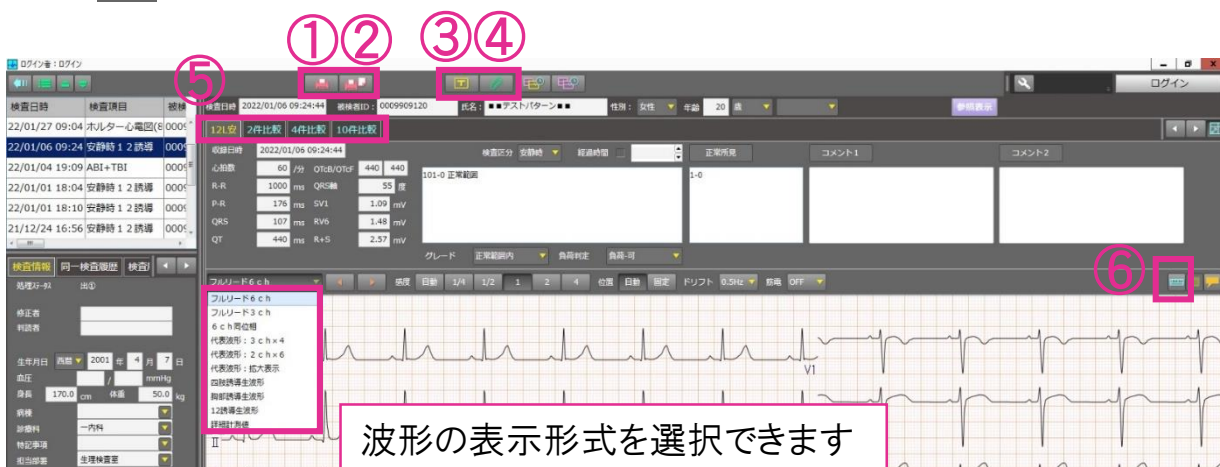 ①② ③④
ログイン者：ログイン
⑤
ログイン
検査日時 検査項目 被検
検査日時 2022/01/06 09:24:44 被検者ID： 0009909120 氏名： ■■テストパターン■■ 性別： 女性 年齢 20 歳 参照表示
22/01/27 09:04 ホルター心電図(8 0009
22/01/06 09:24 安静時１２誘導 0009
22/01/04 19:09 ABI+TBI 0009
22/01/01 18:04 安静時１２誘導 0009
22/01/01 18:10 安静時１２誘導 0009
21/12/24 16:56 安静時１２誘導 0009
12L安 2件比較 4件比較 10件比較
収録日時 2022/01/06 09:24:44 検査区分 安静時 経過時間 正常所見 コメント1 コメント2
心拍数 60 /分 QTcB/QTcF 440 440
101-0 正常範囲
1-0
R-R 1000 ms QRS軸 55 度
P-R 176 ms SV1 1.09 mV
QRS 107 ms RV6 1.48 mV
QT 440 ms R+S 2.57 mV
グレード 正常範囲内 負荷判定 負荷-可
⑥
検査情報 同一検査履歴 検査
処理ステータス 出①
修正者
判読者
生年月日 西暦 2001 年 4 月 7 日
血圧 / mmHg
身長 170.0 cm 体重 50.0 kg
病棟
診療科 一内科
特記事項
担当部署 生理検査室
フルリード６ｃｈ 感度 自動 1/4 1/2 1 2 4 位置 自動 固定 ドリフト 0.5Hz 筋電 OFF
フルリード６ｃｈ
フルリード３ｃｈ
６ｃｈ同位相
代表波形：３ｃｈ×４
代表波形：２ｃｈ×６
代表波形：拡大表示
四肢誘導生波形
胸部誘導生波形
12誘導生波形
詳細計測値
V1
II
波形の表示形式を選択できます